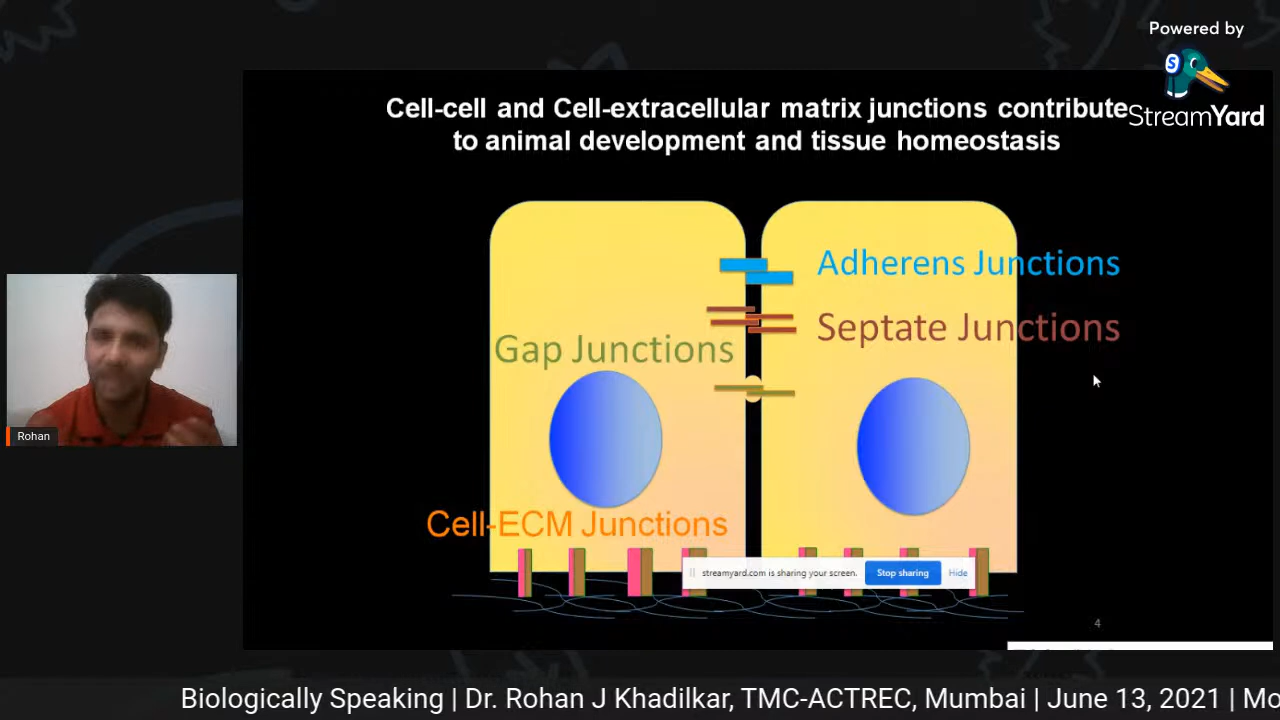 Powered by
StreamYard
Cell-cell and Cell-extracellular matrix junctions contribute
to animal development and tissue homeostasis
Adherens Junctions
Septate Junctions
Gap Junctions
Rohan
Cell-ECM Junctions
streamyard.com is sharing your screen.
Stop sharing
Hide
4
Biologically Speaking | Dr. Rohan J Khadilkar, TMC-ACTREC, Mumbai | June 13, 2021 | Mo